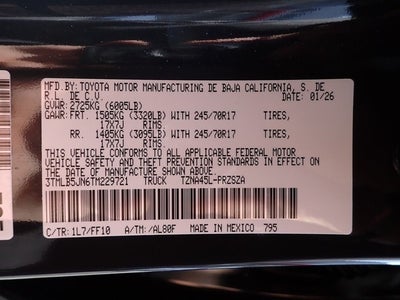 MFD.BY:TOYOTA MOTOR MANUFACTURING DE BAJA CALIFORNIA, S. DE
R.L. DE C.V. DATE: 01/26
GVWR: 2725KG (6005LB)
GAWR: FRT. 1505KG (3320LB) WITH 245/70R17 TIRES,
17X7J RIMS
RR. 1405KG (3095LB) WITH 245/70R17 TIRES,
17X7J RIMS
THIS VEHICLE CONFORMS TO ALL APPLICABLE FEDERAL MOTOR
VEHICLE SAFETY AND THEFT PREVENTION STANDARDS IN EFFECT ON
THE DATE OF MANUFACTURE SHOWN ABOVE.
3TMLB5JN6TM229721 TRUCK TZNA45L-PRZSZA
C/TR:1L7/FF10 A/TM:/AL80F MADE IN MEXICO 795